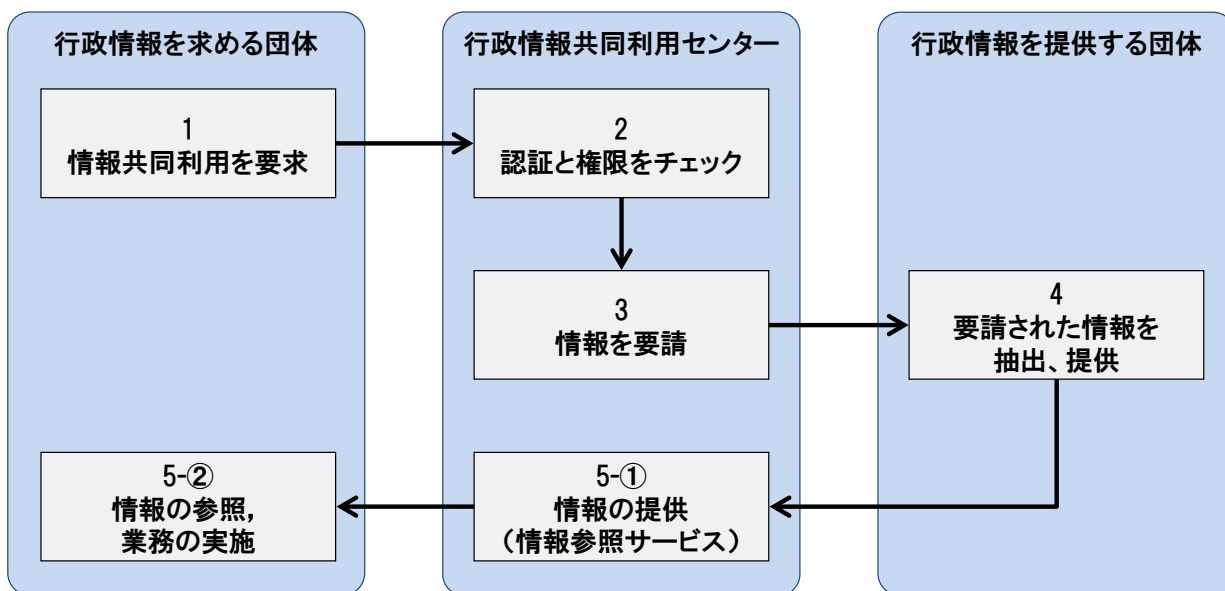 行政情報を求める団体
行政情報共同利用センター
行政情報を提供する団体
1
情報共同利用を要求
2
認証と権限をチェック
3
情報を要請
4
要請された情報を
抽出、提供
5-①
情報の提供
（情報参照サービス）
5-②
情報の参照，
業務の実施